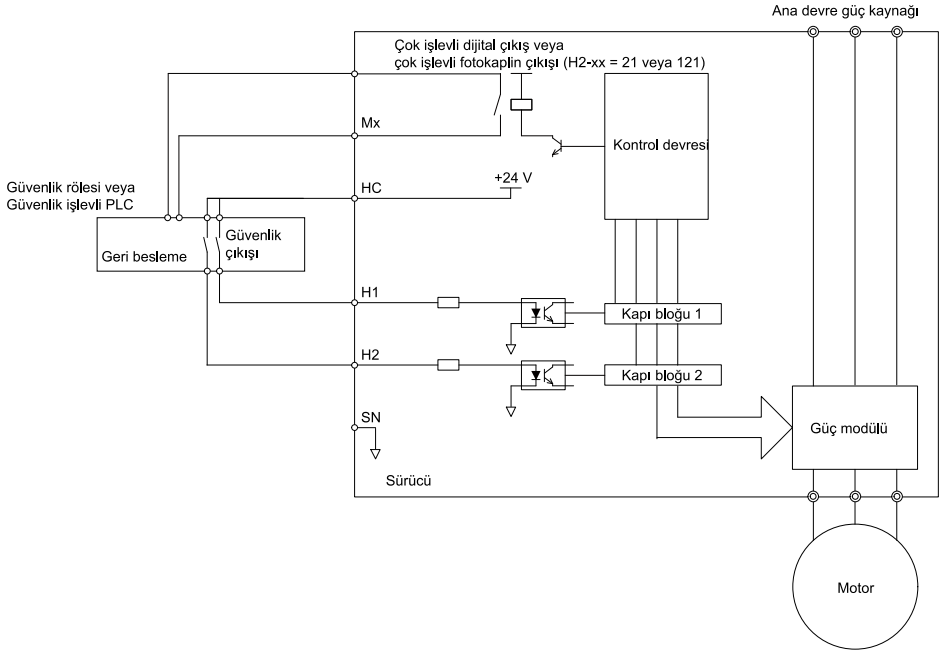 Ana devre güç kaynağı
Çok işlevli dijital çıkış veya
çok işlevli fotokaplin çıkışı (H2-xx = 21 veya 121)
Mx
Kontrol devresi
+24 V
HC
Güvenlik rölesi veya
Güvenlik işlevli PLC
Güvenlik
çıkışı
Geri besleme
H1
Kapı bloğu 1
H2
Kapı bloğu 2
SN
Güç modülü
Sürücü
Motor